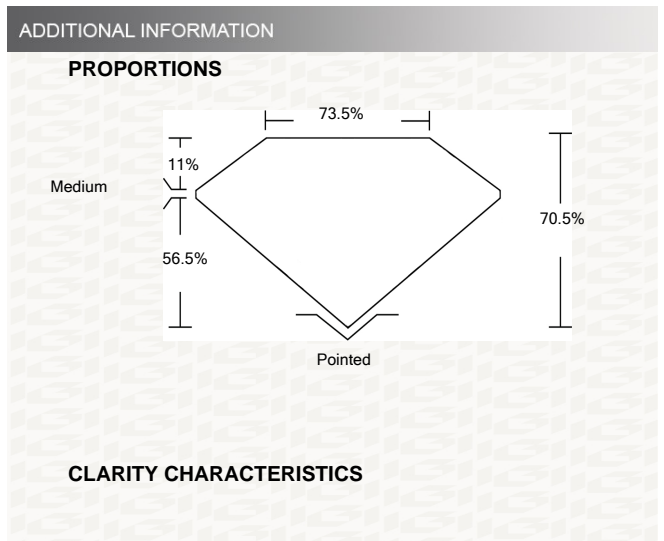 ADDITIONAL INFORMATION
PROPORTIONS
73.5%
11%
Medium
70.5%
56.5%
Pointed
CLARITY CHARACTERISTICS